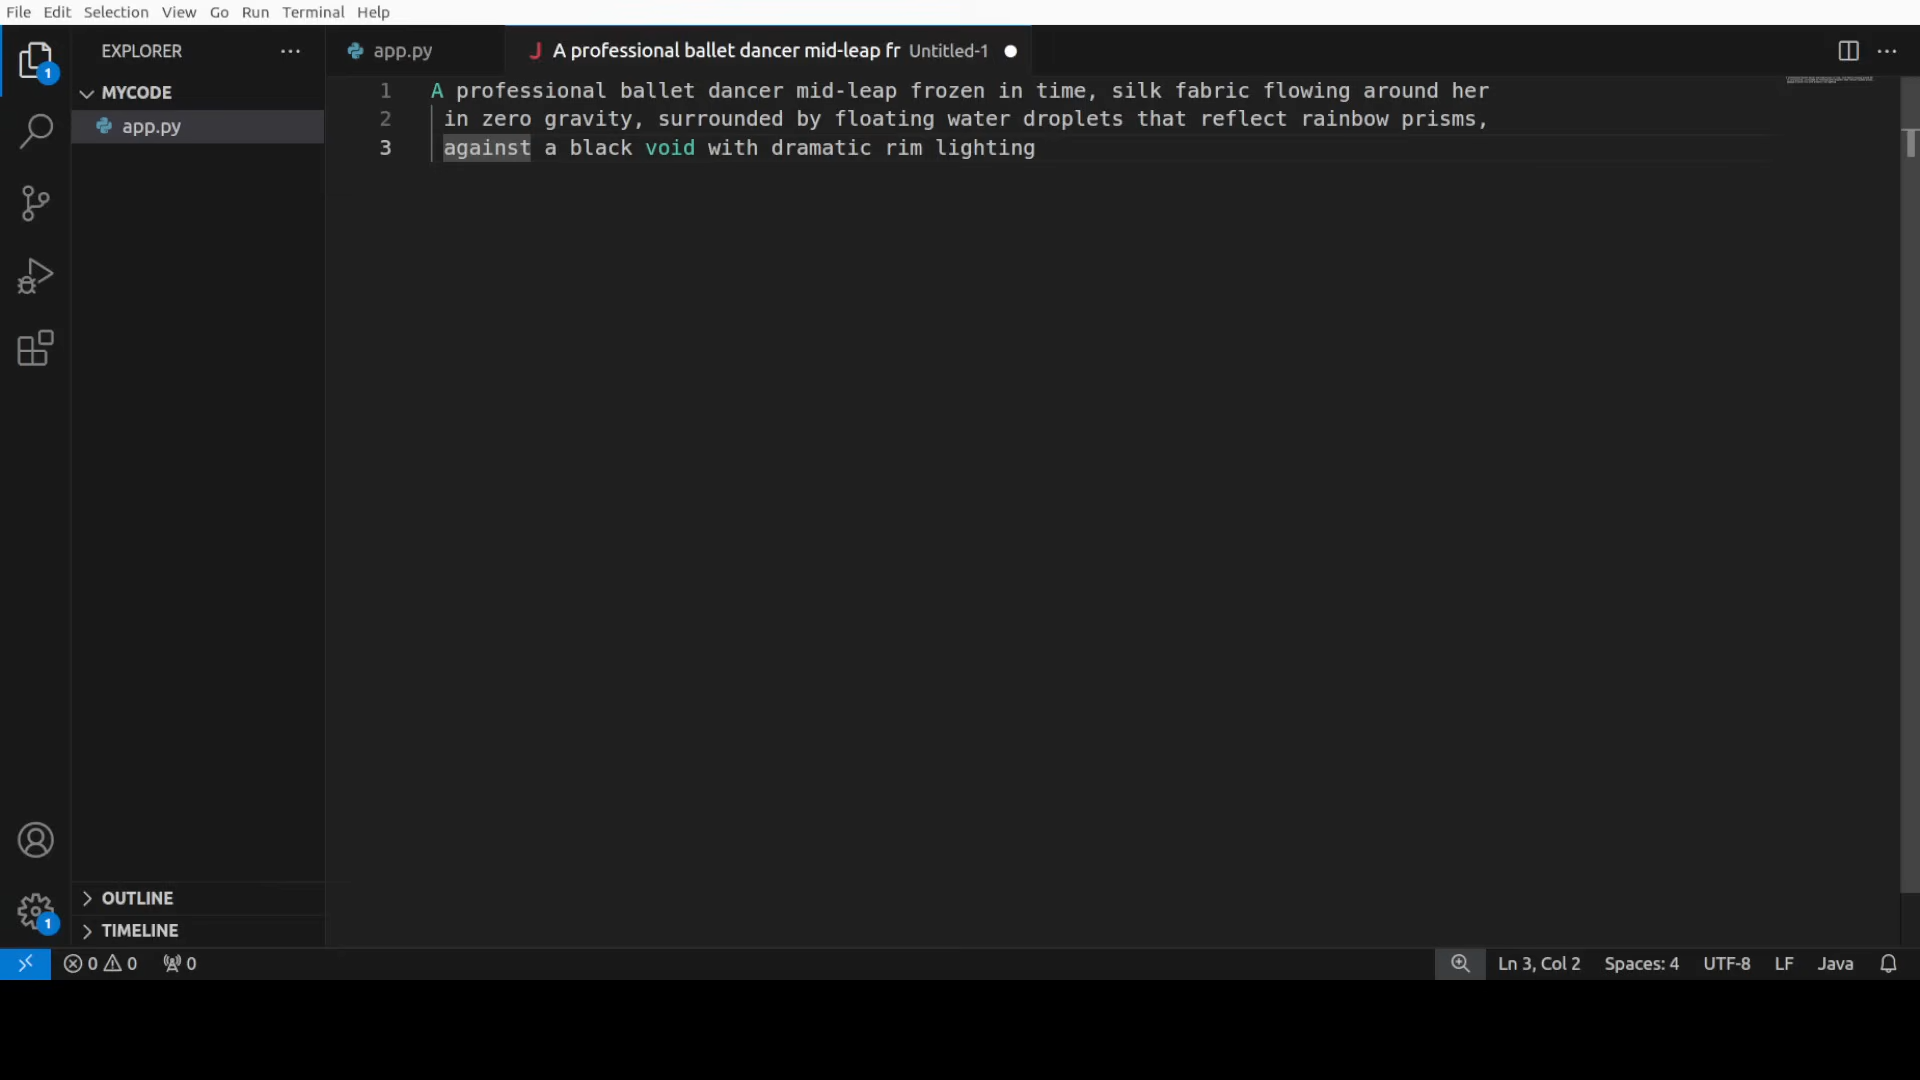 File Edit Selection View Go Run Terminal Help
EXPLORER
app.py
A professional ballet dancer mid-leap fr Untitled-1
1
MYCODE
app.py
1 A professional ballet dancer mid-leap frozen in time, silk fabric flowing around her
2 in zero gravity, surrounded by floating water droplets that reflect rainbow prisms,
3 against a black void with dramatic rim lighting
OUTLINE
1
TIMELINE
0 0 0
Ln 3, Col 2 Spaces: 4 UTF-8 LF Java